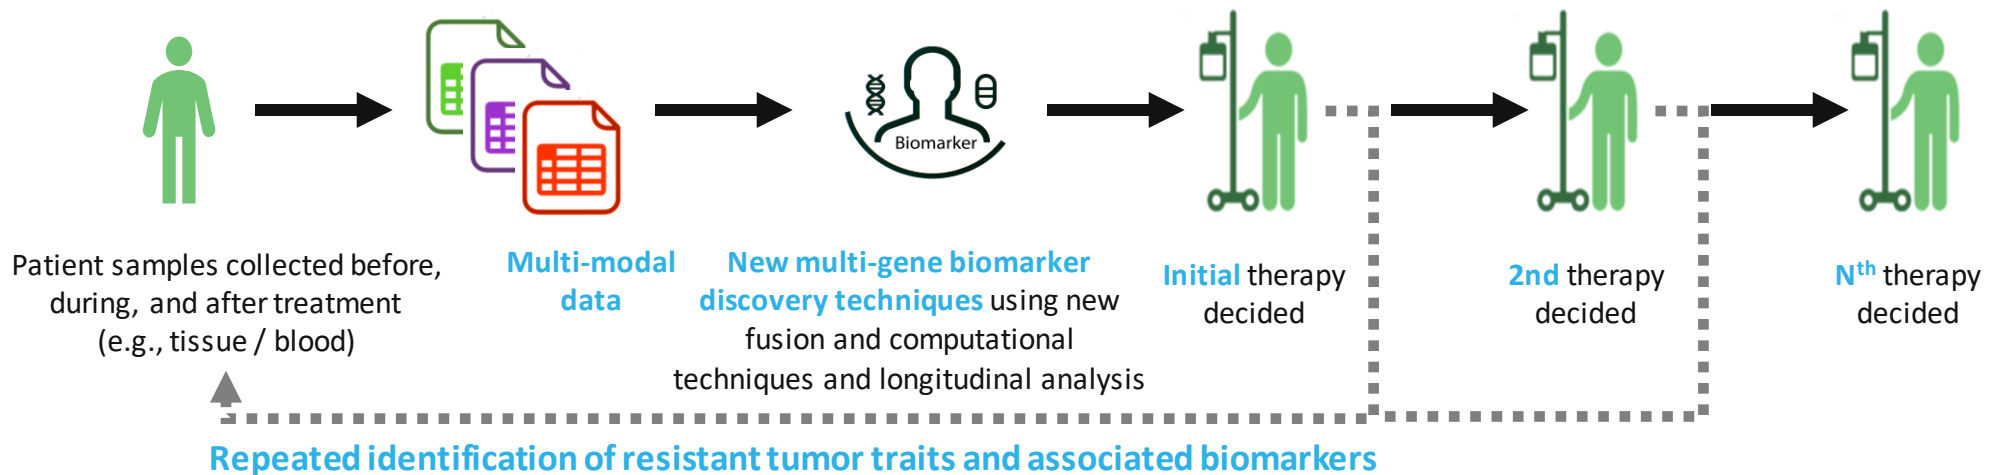 Biomarker
Patient samples collected before,
during, and after treatment
(e.g., tissue / blood)
Multi-modal
data
New multi-gene biomarker
discovery techniques using new
fusion and computational
techniques and longitudinal analysis
Initial therapy
decided
2nd therapy
decided
Nth therapy
decided
Repeated identification of resistant tumor traits and associated biomarkers